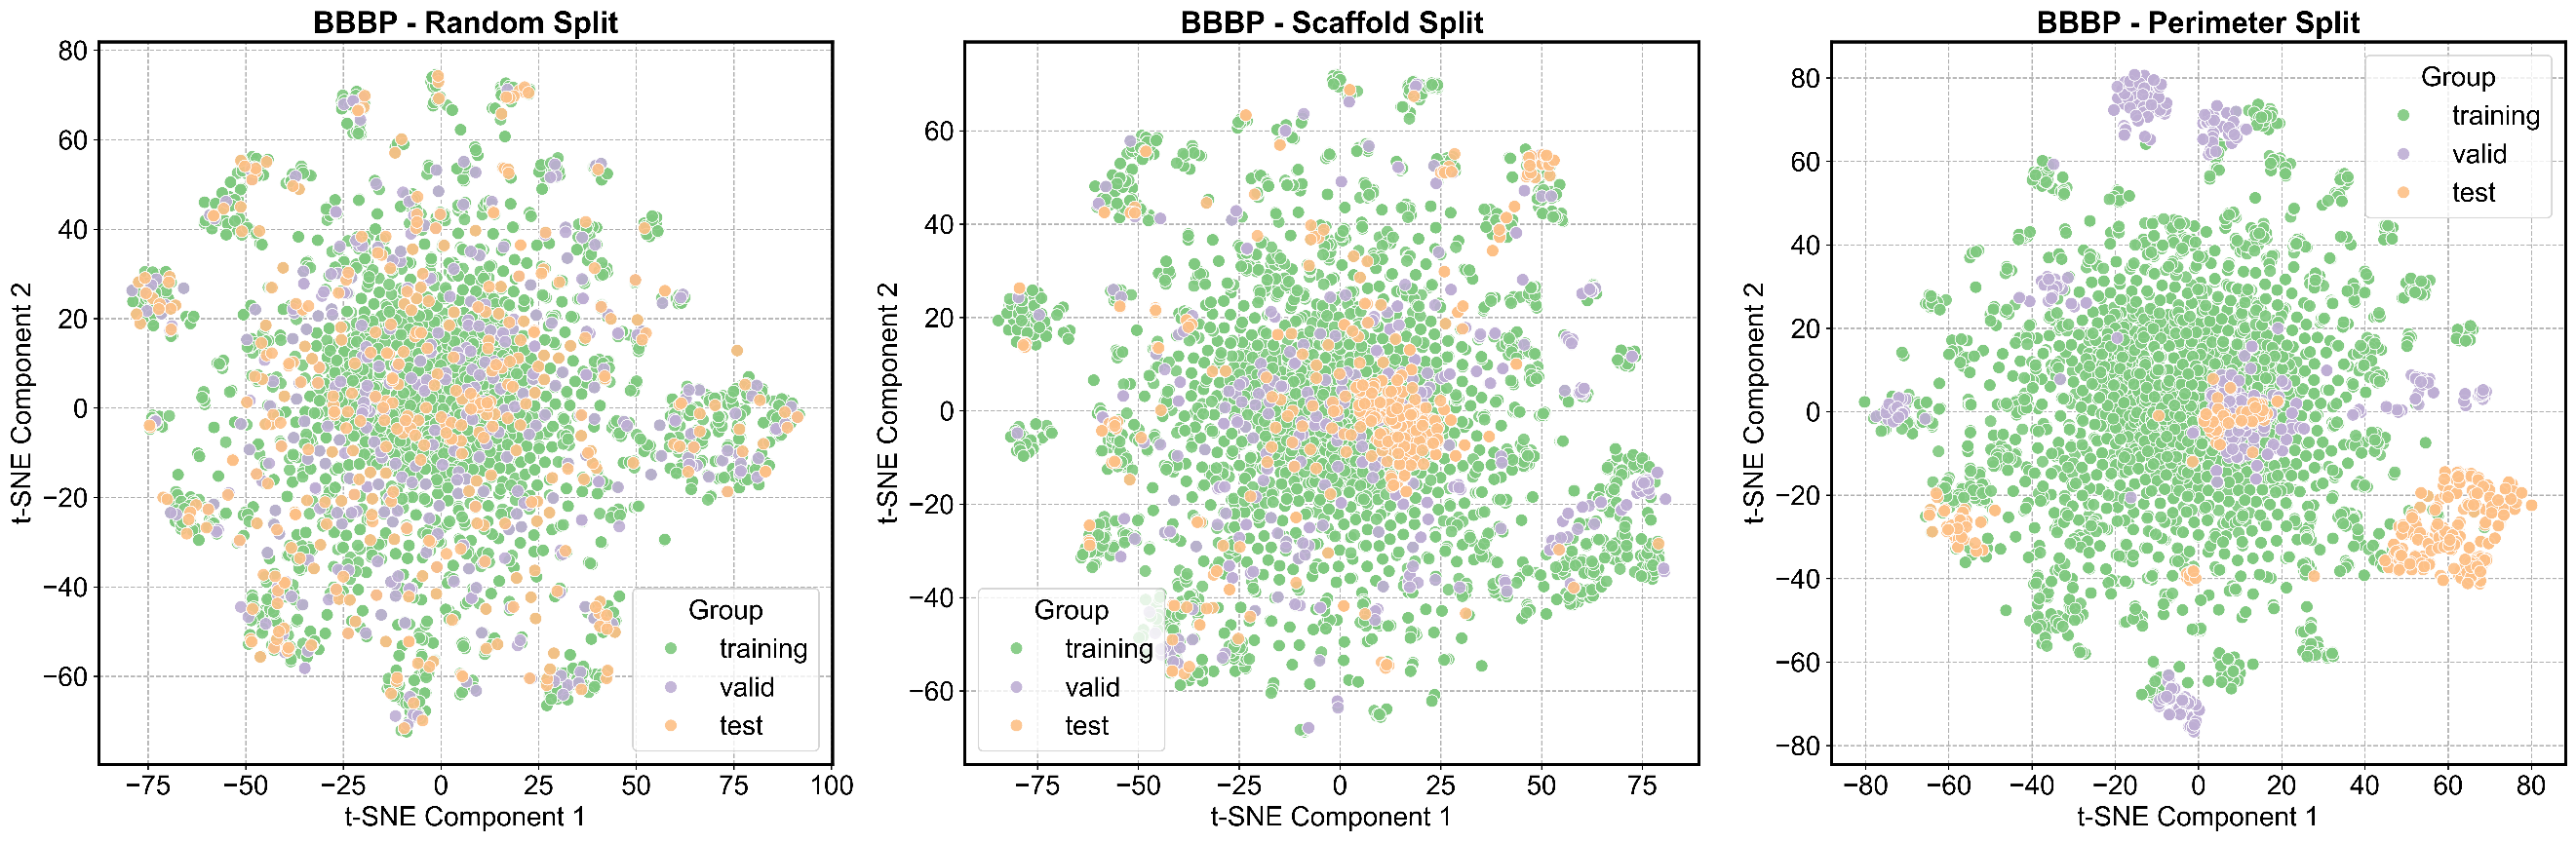 BBBP - Random Split
80
60
40
20
0
−20
−40
−60
−75
−50
−25
0
25
50
75
100
t-SNE Component 2
t-SNE Component 1
Group
training
valid
test
BBBP - Scaffold Split
60
40
20
0
−20
−40
−60
−75
−50
−25
0
25
50
75
t-SNE Component 2
t-SNE Component 1
Group
training
valid
test
BBBP - Perimeter Split
80
60
40
20
0
−20
−40
−60
−80
−80
−60
−40
−20
0
20
40
60
80
t-SNE Component 2
t-SNE Component 1
Group
training
valid
test